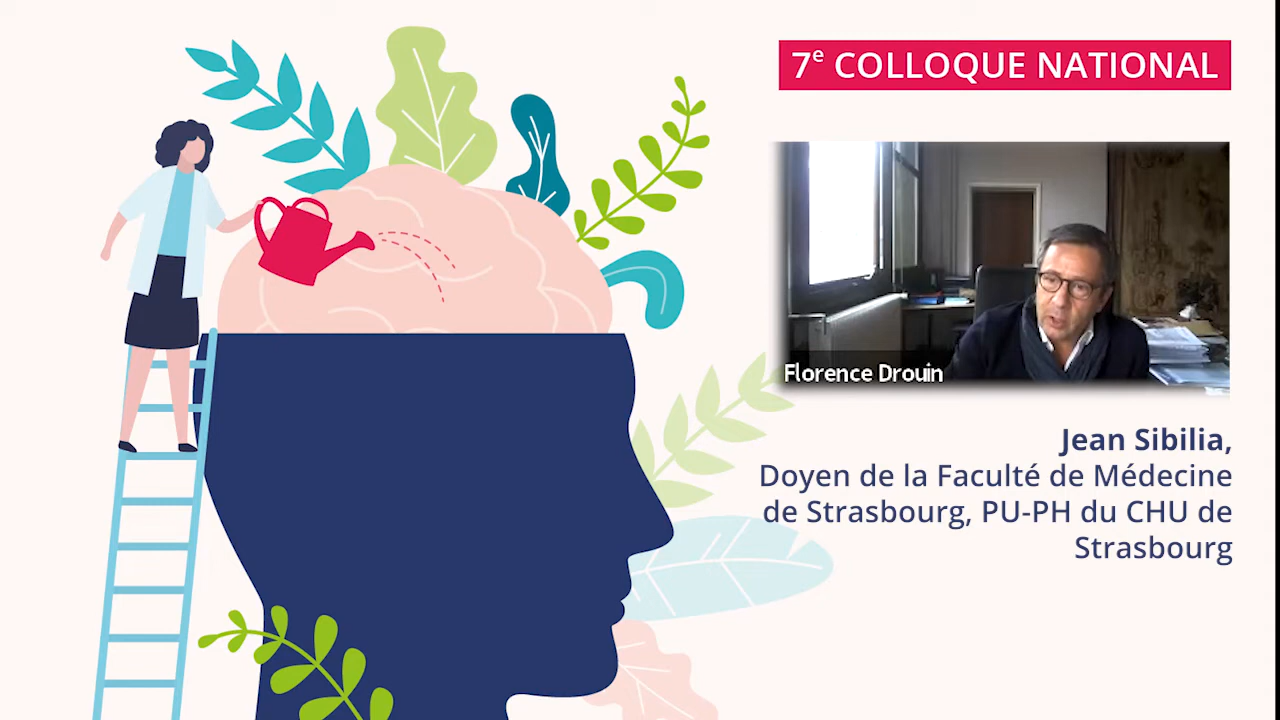 7e COLLOQUE NATIONAL
Florence Drouin
Jean Sibilia,
Doyen de la Faculté de Médecine
de Strasbourg, PU-PH du CHU de
Strasbourg